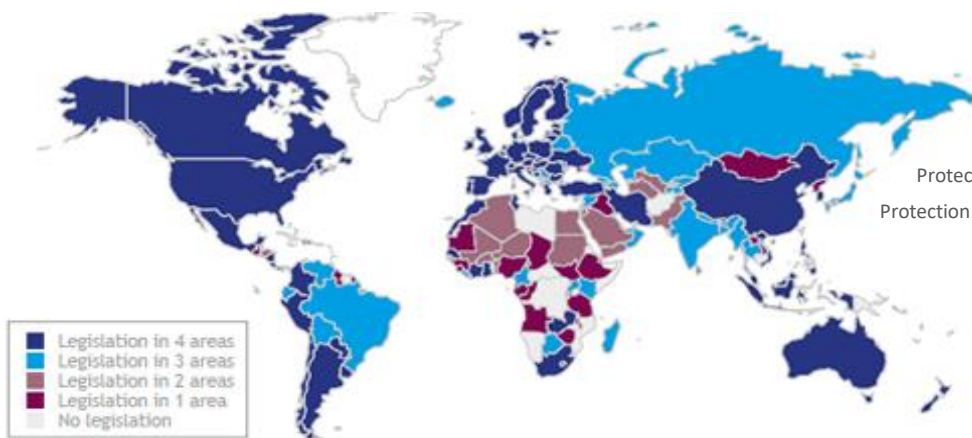 Protec
Protection
Legislation in 4 areas
Legislation in 3 areas
Legislation in 2 areas
Legislation in 1 area
No legislation